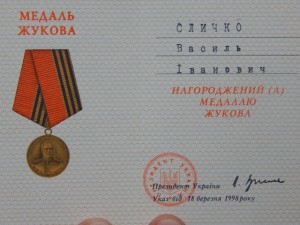 МЕДАЛЬ
ЖУКОВА
Сличко
Василь
Іванович
НАГОРОДЖЕНИЙ (А)
МЕДАЛЛЮ
ЖУКОВА
Президент України
Указ від 18 березня 1998 року